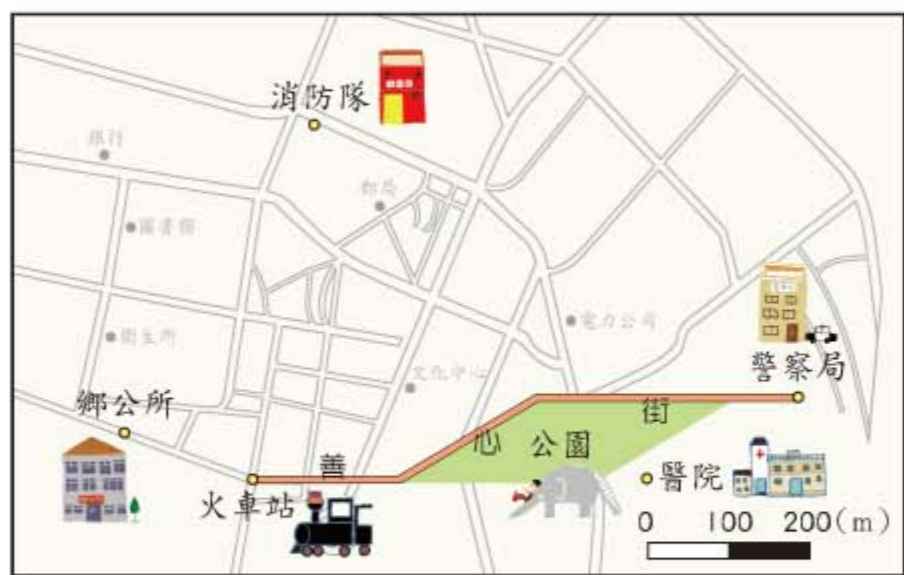 消防隊
銀行
郵局
圖書館
電力公司
衛生所
警察局
文化中心
鄉公所
善心街
公園
火車站
醫院
0 100 200(m)